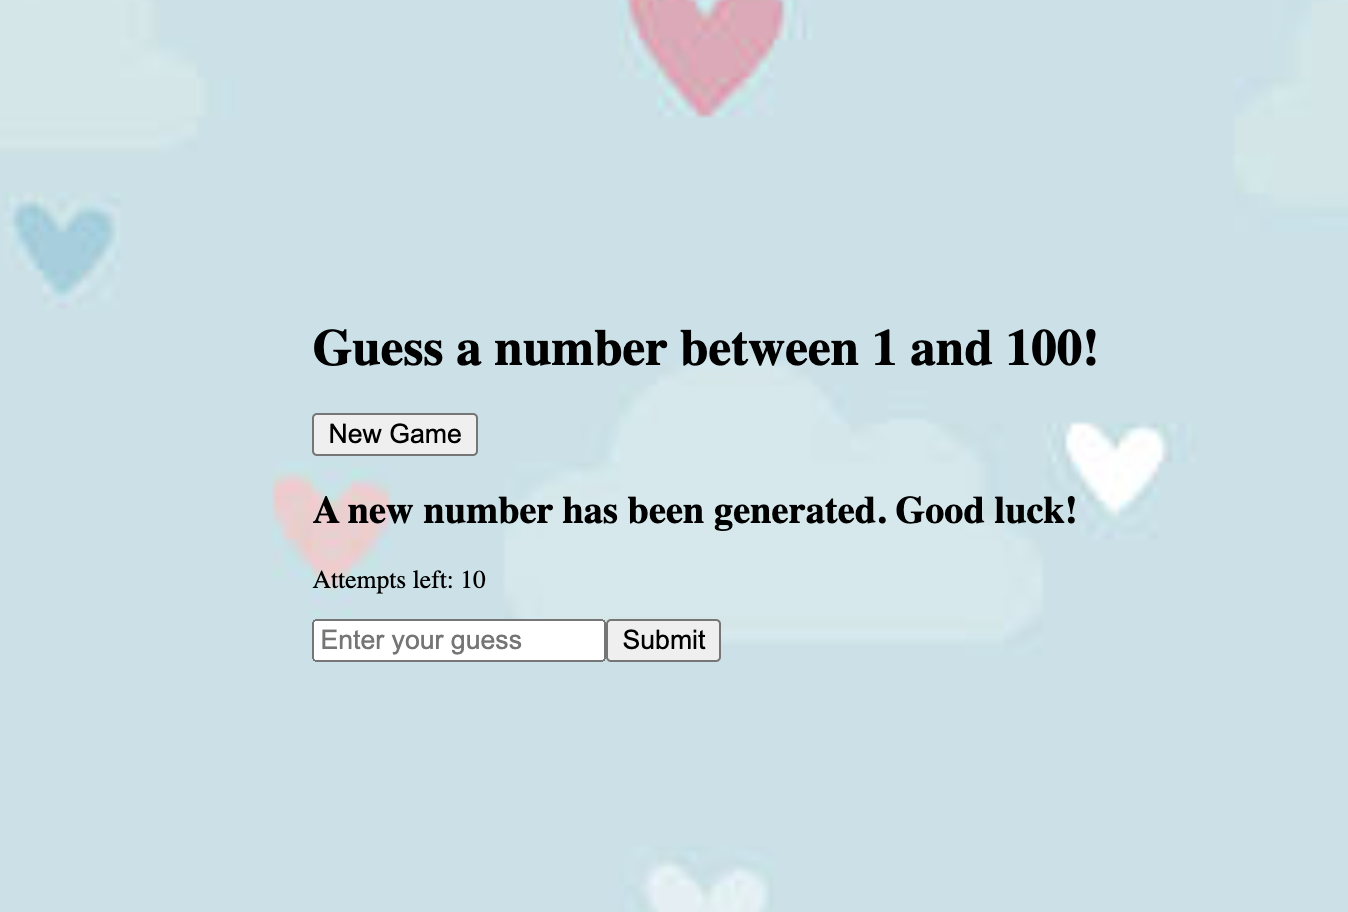 Guess a number between 1 and 100!
New Game
A new number has been generated. Good luck!
Attempts left: 10
Enter your guess Submit